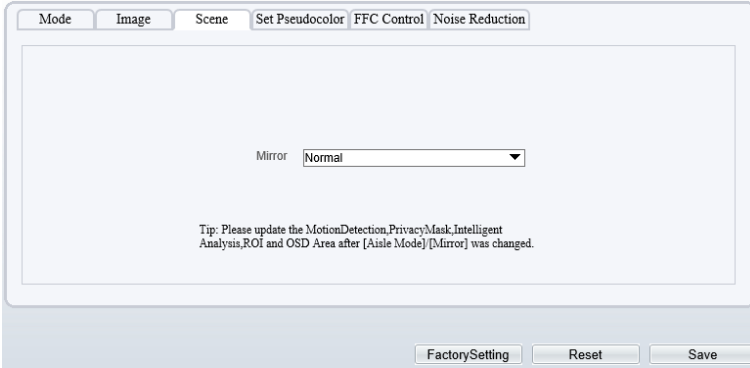 Mode Image Scene Set Pseudocolor FFC Control Noise Reduction
Mirror Normal
Tip: Please update the MotionDetection,PrivacyMask,Intelligent
Analysis,ROI and OSD Area after [Aisle Mode]/[Mirror] was changed.
FactorySetting Reset Save